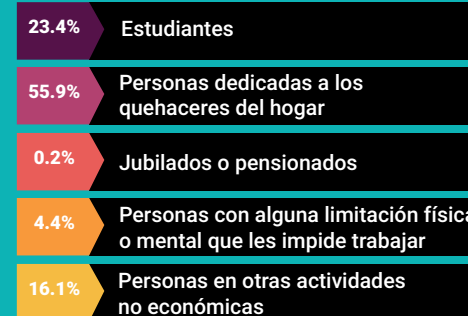 23.4% Estudiantes
55.9% Personas dedicadas a los
quehaceres del hogar
0.2% Jubilados o pensionados
4.4% Personas con alguna limitación física
o mental que les impide trabajar
16.1% Personas en otras actividades
no económicas